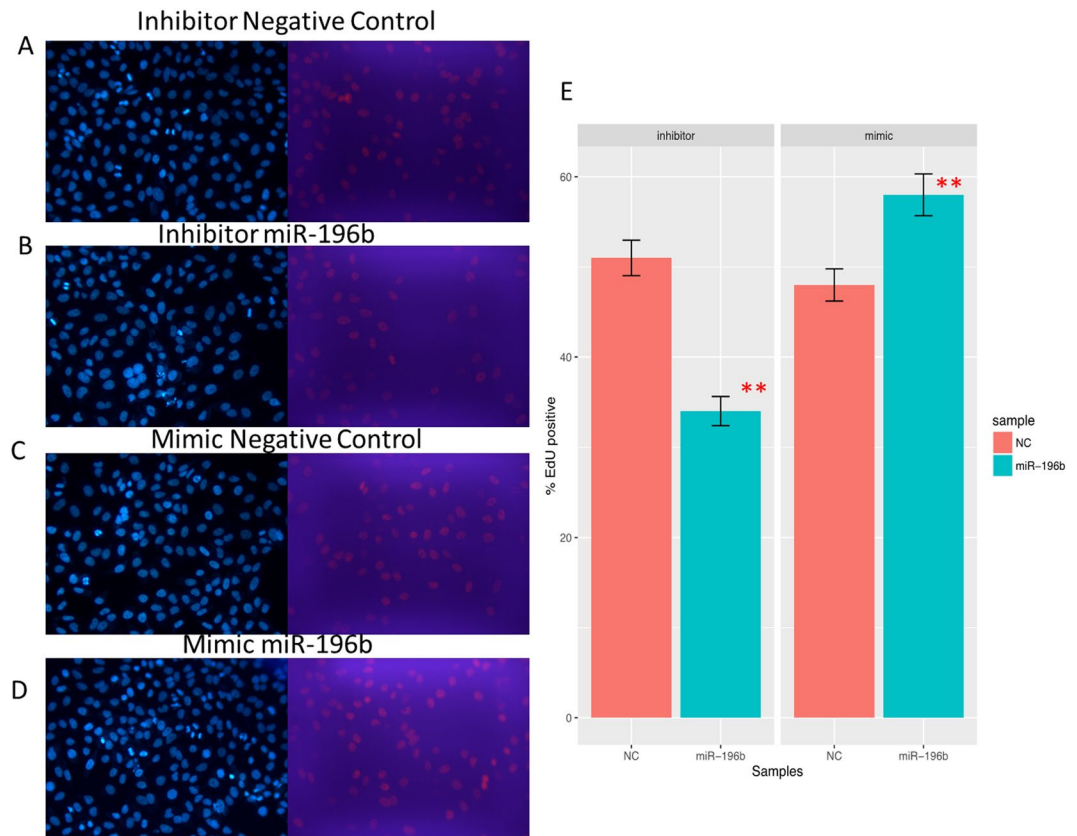 Inhibitor Negative Control
A
Inhibitor miR-196b
B
Mimic Negative Control
C
Mimic miR-196b
D
E
inhibitor
mimic
60
40
20
0
% EdU positive
**
**
NC
miR-196b
NC
miR-196b
Samples
sample
NC
miR-196b